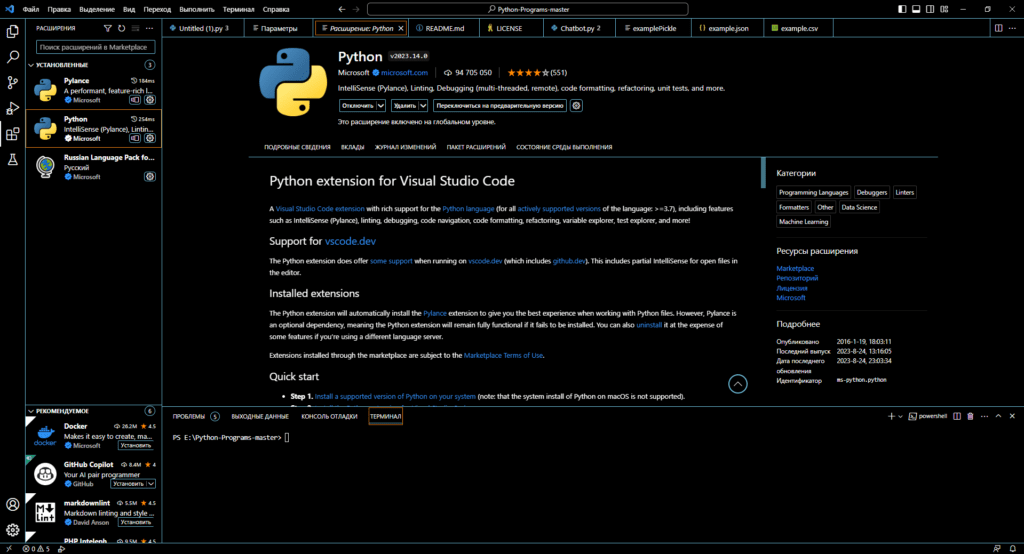 Файл Правка Выделение Вид Переход Выполнить Терминал Справка
Python-Programs-master
РАСШИРЕНИЯ
Поиск расширений в Marketplace
УСТАНОВЛЕННЫЕ 3
Pylance 184ms
A performant, feature-rich l...
Microsoft
Python 254ms
IntelliSense (Pylance), Lintin...
Microsoft
Russian Language Pack fo...
Русский
Microsoft
РЕКОМЕНДУЕМОЕ 6
Docker 28.2M 4.5
Makes it easy to create, ma...
Microsoft Установить
GitHub Copilot 8.4M 4
Your AI pair programmer
GitHub Установить
markdownlint 5.5M 4.5
Markdown linting and style ...
David Anson Установить
PHP Inteleph... 9.5M 4.5
Untitled (1).py 3
Параметры
Расширение: Python
README.md
LICENSE
Chatbot.py 2
examplePickle
example.json
example.csv
Python v2023.14.0
Microsoft microsoft.com 94 705 050 (551)
IntelliSense (Pylance), Linting, Debugging (multi-threaded, remote), code formatting, refactoring, unit tests, and more.
Отключить Удалить Переключиться на предварительную версию
Это расширение включено на глобальном уровне.
ПОДРОБНЫЕ СВЕДЕНИЯ ВКЛАДЫ ЖУРНАЛ ИЗМЕНЕНИЙ ПАКЕТ РАСШИРЕНИЙ СОСТОЯНИЕ СРЕДЫ ВЫПОЛНЕНИЯ
Python extension for Visual Studio Code
A Visual Studio Code extension with rich support for the Python language (for all actively supported versions of the language: >=3.7), including features
such as IntelliSense (Pylance), linting, debugging, code navigation, code formatting, refactoring, variable explorer, test explorer, and more!
Support for vscode.dev
The Python extension does offer some support when running on vscode.dev (which includes github.dev). This includes partial IntelliSense for open files in
the editor.
Installed extensions
The Python extension will automatically install the Pylance extension to give you the best experience when working with Python files. However, Pylance is
an optional dependency, meaning the Python extension will remain fully functional if it fails to be installed. You can also uninstall it at the expense of
some features if you're using a different language server.
Extensions installed through the marketplace are subject to the Marketplace Terms of Use.
Quick start
• Step 1. Install a supported version of Python on your system (note: that the system install of Python on macOS is not supported).
Категории
Programming Languages Debuggers Linters
Formatters Other Data Science
Machine Learning
Ресурсы расширения
Marketplace
Репозиторий
Лицензия
Microsoft
Подробнее
Опубликовано 2016-1-19, 18:03:11
Последний выпуск 2023-8-24, 13:16:05
Дата последнего 2023-8-24, 23:03:34
обновления
Идентификатор ms-python.python
ПРОБЛЕМЫ 5 ВЫХОДНЫЕ ДАННЫЕ КОНСОЛЬ ОТЛАДКИ ТЕРМИНАЛ
powershell
PS E:\Python-Programs-master>
0 5